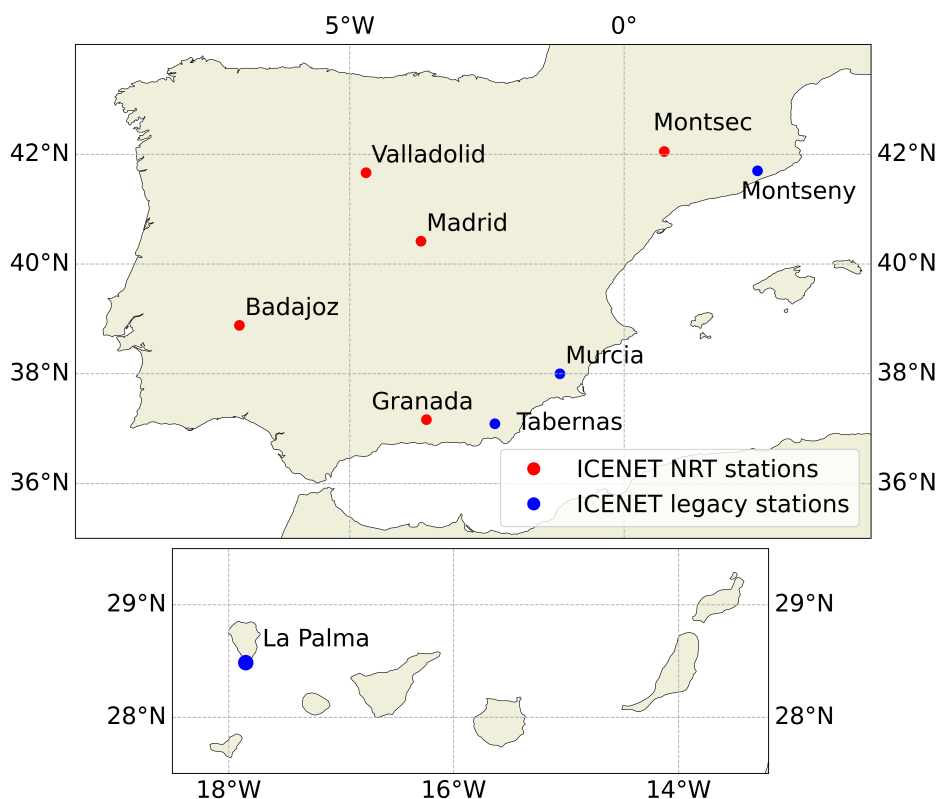 5°W 0°
Montsec
42°N Valladolid 42°N
Montseny
Madrid
40°N 40°N
Badajoz
Murcia
38°N 38°N
Granada
Tabernas
ICENET NRT stations
36°N 36°N
ICENET legacy stations
29°N 29°N
La Palma
28°N 28°N
18°W 16°W 14°W